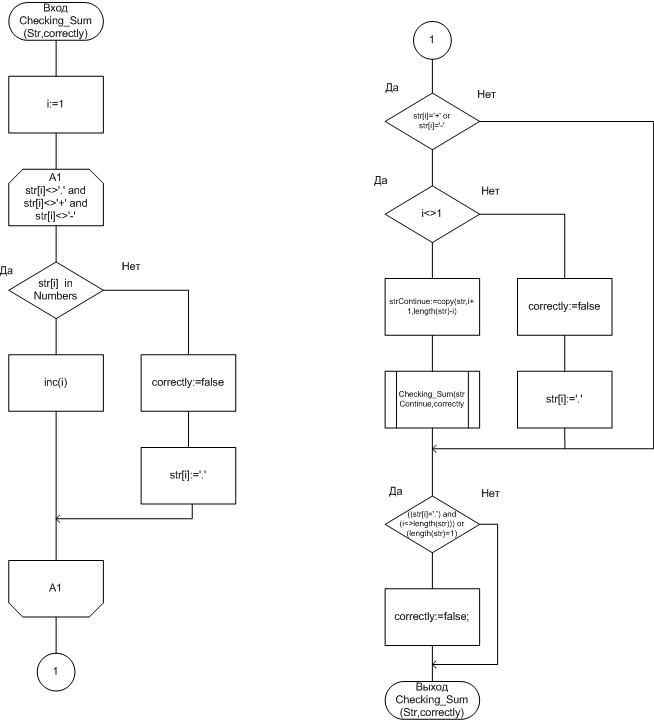 Вход
Checking_Sum
(Str,correctly)
i:=1
A1
str[i]<>'.' and
str[i]<>'+' and
str[i]<>'-'
Да
str[i] in
Numbers
Нет
inc(i)
correctly:=false
str[i]:='.'
A1
1
1
Да
str[i]='+' or
str[i]='-'
Нет
Да
i<>1
Нет
strContinue:=copy(str,i+
1,length(str)-i)
correctly:=false
Checking_Sum(str
Continue,correctly
str[i]:='.'
Да
((str[i]='.') and
(i<>length(str))) or
(length(str)=1)
Нет
correctly:=false;
Выход
Checking_Sum
(Str,correctly)